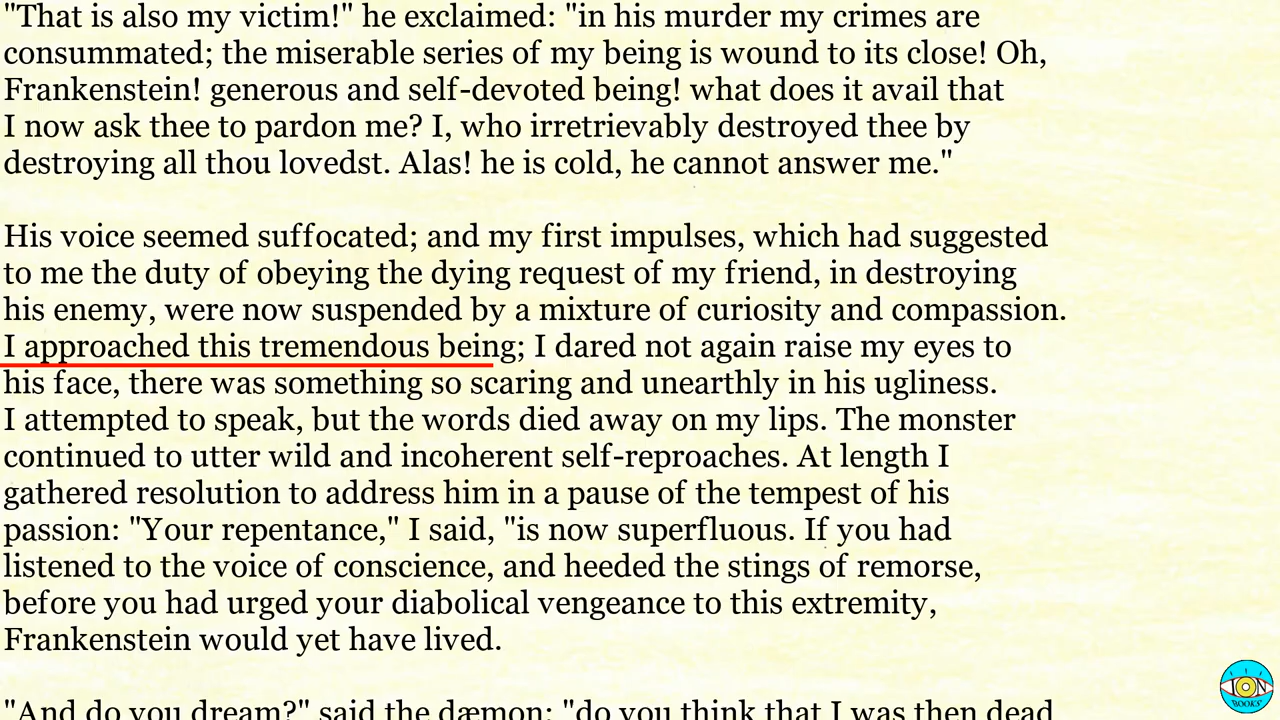 "That is also my victim!" he exclaimed: "in his murder my crimes are
consummated; the miserable series of my being is wound to its close! Oh,
Frankenstein! generous and self-devoted being! what does it avail that
I now ask thee to pardon me? I, who irretrievably destroyed thee by
destroying all thou lovedst. Alas! he is cold, he cannot answer me."
His voice seemed suffocated; and my first impulses, which had suggested
to me the duty of obeying the dying request of my friend, in destroying
his enemy, were now suspended by a mixture of curiosity and compassion.
I approached this tremendous being; I dared not again raise my eyes to
his face, there was something so scaring and unearthly in his ugliness.
I attempted to speak, but the words died away on my lips. The monster
continued to utter wild and incoherent self-reproaches. At length I
gathered resolution to address him in a pause of the tempest of his
passion: "Your repentance," I said, "is now superfluous. If you had
listened to the voice of conscience, and heeded the stings of remorse,
before you had urged your diabolical vengeance to this extremity,
Frankenstein would yet have lived.
"And do you dream?" said the dæmon; "do you think that I was then dead
ION
BOOKS